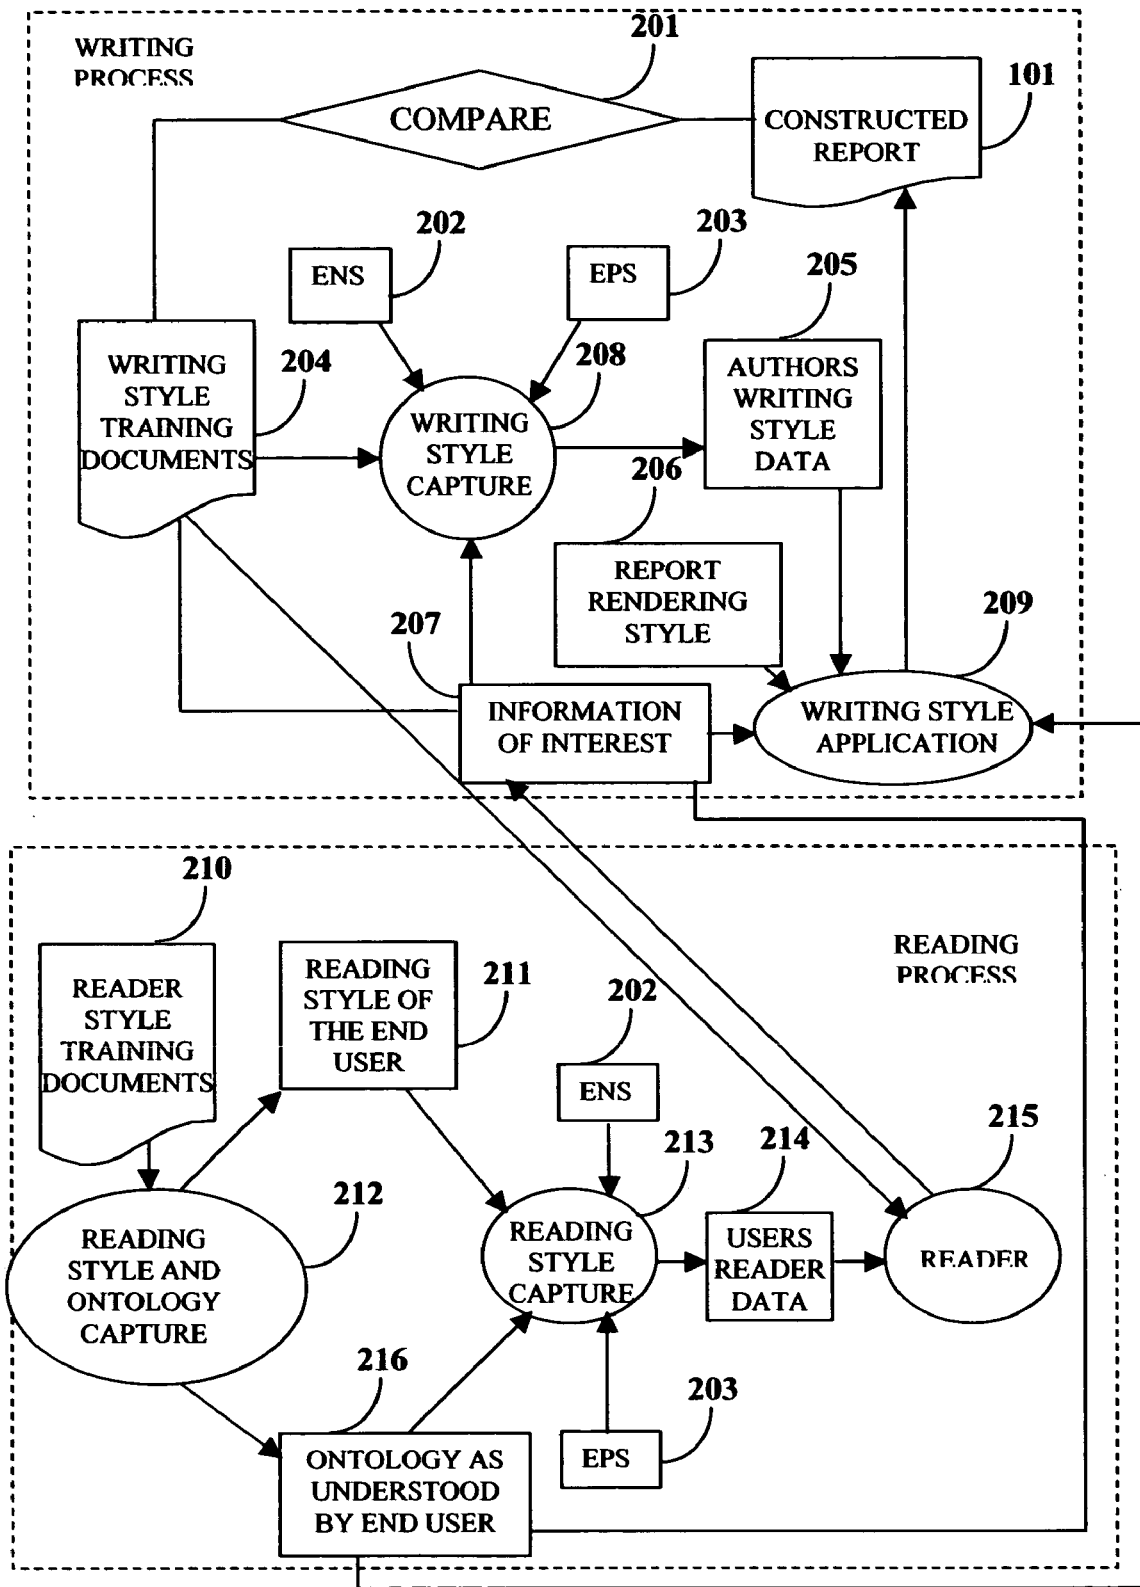 WRITING
PROCESS
201
COMPARE
101
CONSTRUCTED
REPORT
202
203
ENS
EPS
205
WRITING
STYLE
TRAINING
DOCUMENTS
204
208
WRITING
STYLE
CAPTURE
AUTHORS
WRITING
STYLE
DATA
206
REPORT
RENDERING
STYLE
207
209
INFORMATION
OF INTEREST
WRITING STYLE
APPLICATION
210
READING
PROCESS
READER
STYLE
TRAINING
DOCUMENTS
READING
STYLE OF
THE END
USER
211
202
ENS
213
214
215
212
READING
STYLE AND
ONTOLOGY
CAPTURE
READING
STYLE
CAPTURE
USERS
READER
DATA
READER
216
203
ONTOLOGY AS
UNDERSTOOD
BY END USER
EPS